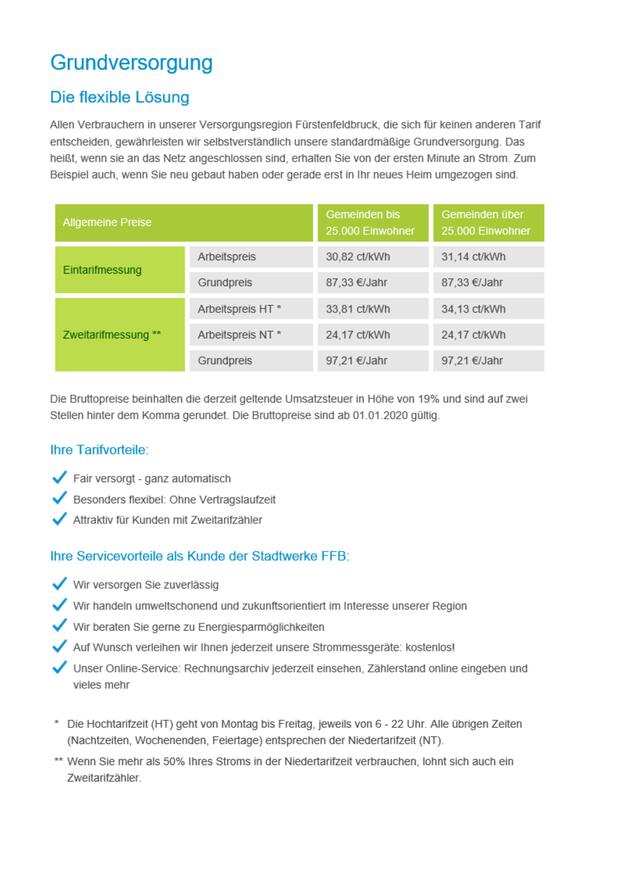 Grundversorgung
Die flexible Lösung
Allen Verbrauchern in unserer Versorgungsregion Fürstenfeldbruck, die sich für keinen anderen Tarif
entscheiden, gewährleisten wir selbstverständlich unsere standardmäßige Grundversorgung. Das
heißt, wenn sie an das Netz angeschlossen sind, erhalten Sie von der ersten Minute an Strom. Zum
Beispiel auch, wenn Sie neu gebaut haben oder gerade erst in Ihr neues Heim umgezogen sind.
Allgemeine Preise
Gemeinden bis
25.000 Einwohner
Gemeinden über
25.000 Einwohner
Eintarifmessung
Arbeitspreis 30,82 ct/kWh 31,14 ct/kWh
Grundpreis 87,33 €/Jahr 87,33 €/Jahr
Zweitarifmessung **
Arbeitspreis HT * 33,81 ct/kWh 34,13 ct/kWh
Arbeitspreis NT * 24,17 ct/kWh 24,17 ct/kWh
Grundpreis 97,21 €/Jahr 97,21 €/Jahr
Die Bruttopreise beinhalten die derzeit geltende Umsatzsteuer in Höhe von 19% und sind auf zwei
Stellen hinter dem Komma gerundet. Die Bruttopreise sind ab 01.01.2020 gültig.
Ihre Tarifvorteile:
Fair versorgt - ganz automatisch
Besonders flexibel: Ohne Vertragslaufzeit
Attraktiv für Kunden mit Zweitarifzähler
Ihre Servicevorteile als Kunde der Stadtwerke FFB:
Wir versorgen Sie zuverlässig
Wir handeln umweltschonend und zukunftsorientiert im Interesse unserer Region
Wir beraten Sie gerne zu Energiesparmöglichkeiten
Auf Wunsch verleihen wir Ihnen jederzeit unsere Strommessgeräte: kostenlos!
Unser Online-Service: Rechnungsarchiv jederzeit einsehen, Zählerstand online eingeben und
vieles mehr
* Die Hochtarifzeit (HT) geht von Montag bis Freitag, jeweils von 6 - 22 Uhr. Alle übrigen Zeiten
(Nachtzeiten, Wochenenden, Feiertage) entsprechen der Niedertarifzeit (NT).
** Wenn Sie mehr als 50% Ihres Stroms in der Niedertarifzeit verbrauchen, lohnt sich auch ein
Zweitarifzähler.